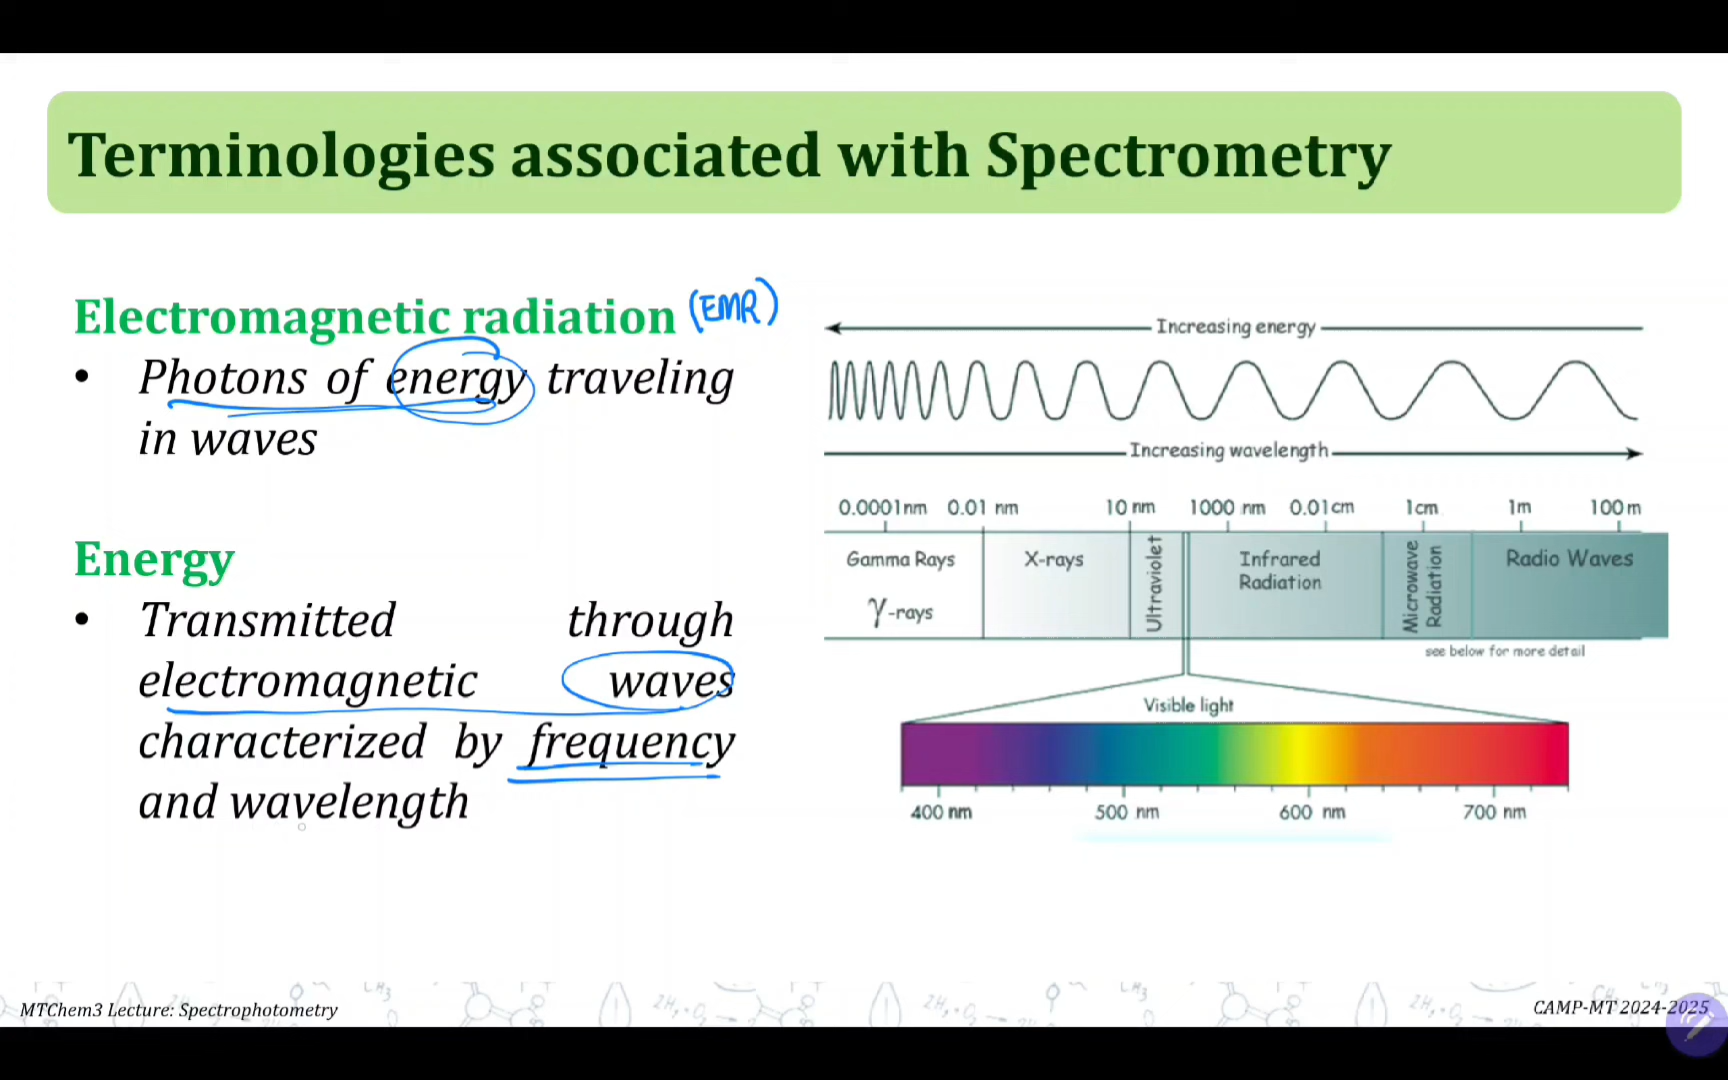 Terminologies associated with Spectrometry
Electromagnetic radiation (EMR)
• Photons of energy traveling
in waves
Energy
• Transmitted through
electromagnetic waves
characterized by frequency
and wavelength
Increasing energy
Increasing wavelength
0.0001nm 0.01 nm 10 nm 1000 nm 0.01cm 1cm 1m 100 m
Gamma Rays
γ-rays
X-rays
Ultraviolet
Infrared
Radiation
Microwave
Radiation
Radio Waves
see below for more detail
Visible light
400 nm 500 nm 600 nm 700 nm
MTChem3 Lecture: Spectrophotometry
CAMP-MT 2024-2025